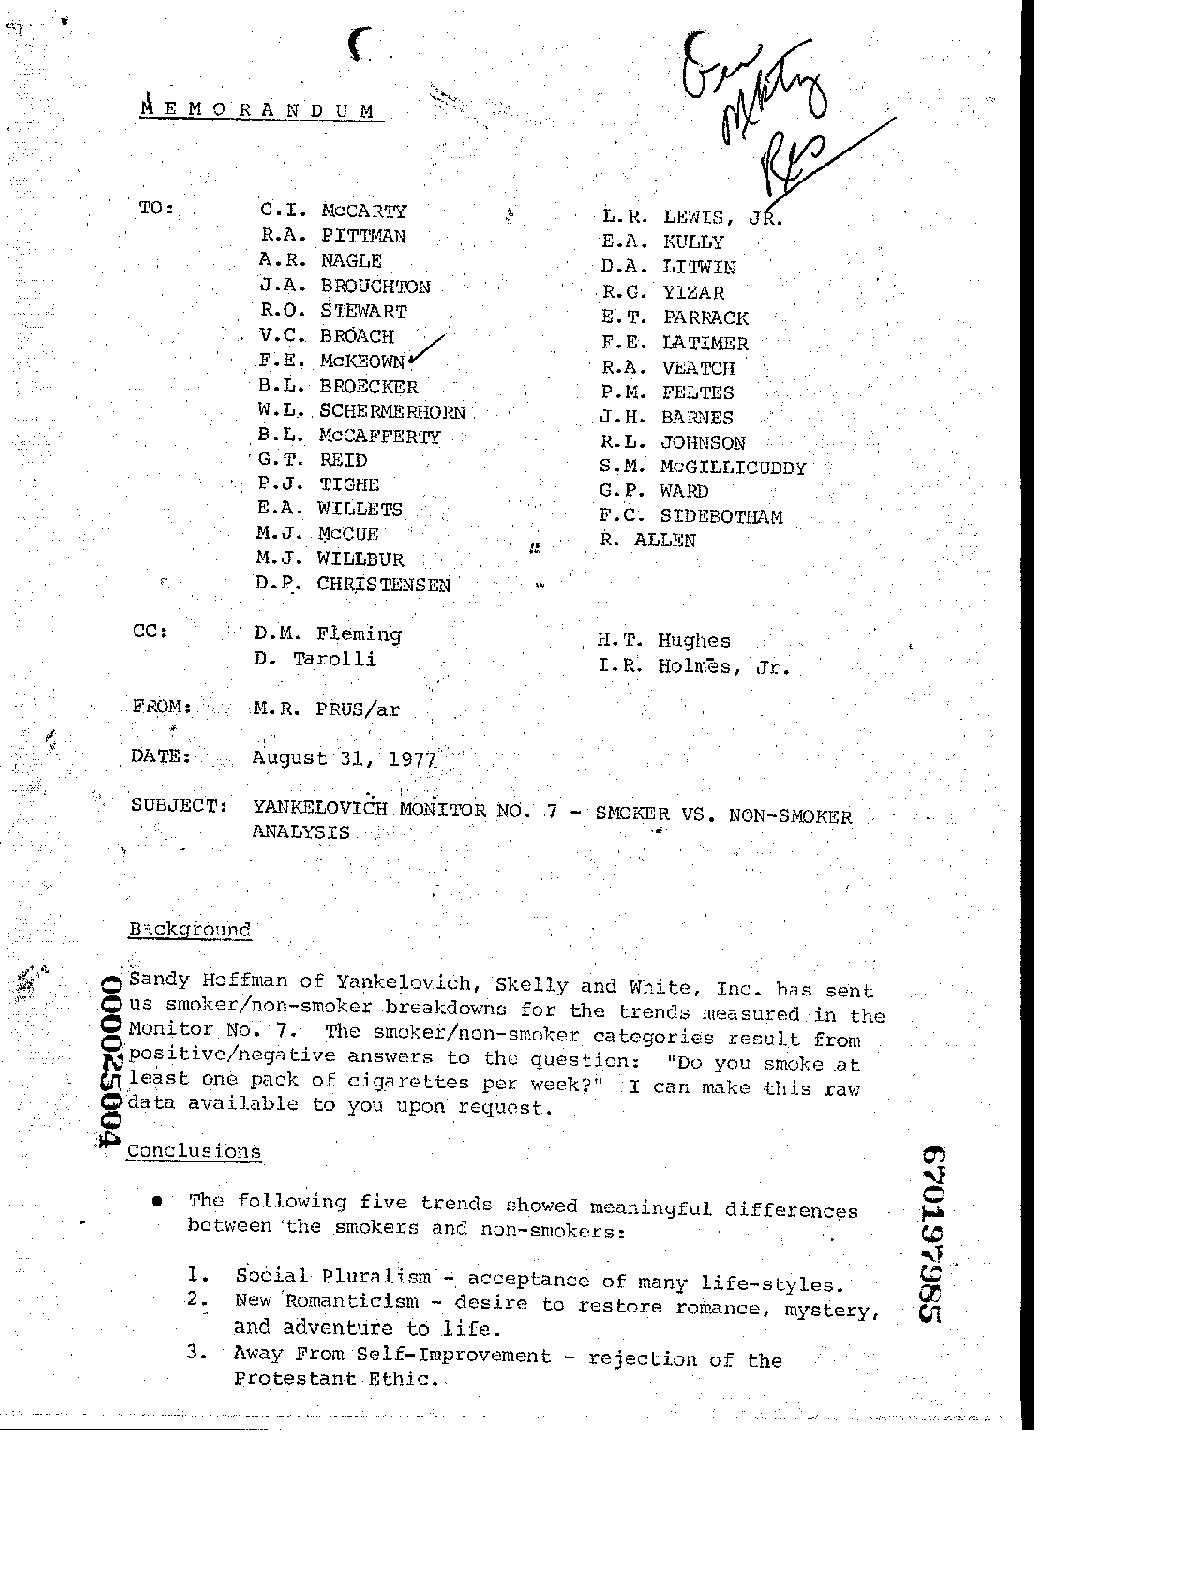 Gen
Mktg
Res
MEMORANDUM
TO: C.I. McCARTY
R.A. PITTMAN
A.R. NAGLE
J.A. BROUGHTON
R.O. STEWART
V.C. BROACH
F.E. McKEOWN ✓
B.L. BROECKER
W.L. SCHERMERHORN
B.L. McCAFFERTY
G.T. REID
P.J. TIGHE
E.A. WILLETS
M.J. McCUE
M.J. WILLBUR
D.P. CHRISTENSEN
L.R. LEWIS, JR.
E.A. KULLY
D.A. LITWIN
R.C. YIZAR
E.T. PARRACK
F.E. LATIMER
R.A. VEATCH
P.M. FELTES
J.H. BARNES
R.L. JOHNSON
S.M. McGILLICUDDY
G.P. WARD
F.C. SIDEBOTHAM
R. ALLEN
CC: D.M. Fleming
D. Tarolli
H.T. Hughes
I.R. Holmes, Jr.
FROM: M.R. PRUS/ar
DATE: August 31, 1977
SUBJECT: YANKELOVICH MONITOR NO. 7 - SMOKER VS. NON-SMOKER
ANALYSIS
Background
Sandy Hoffman of Yankelovich, Skelly and White, Inc. has sent
us smoker/non-smoker breakdowns for the trends measured in the
Monitor No. 7. The smoker/non-smoker categories result from
positive/negative answers to the question: "Do you smoke at
least one pack of cigarettes per week?" I can make this raw
data available to you upon request.
Conclusions
● The following five trends showed meaningful differences
between the smokers and non-smokers:
1. Social Pluralism - acceptance of many life-styles.
2. New Romanticism - desire to restore romance, mystery,
and adventure to life.
3. Away From Self-Improvement - rejection of the
Protestant Ethic.
670197985